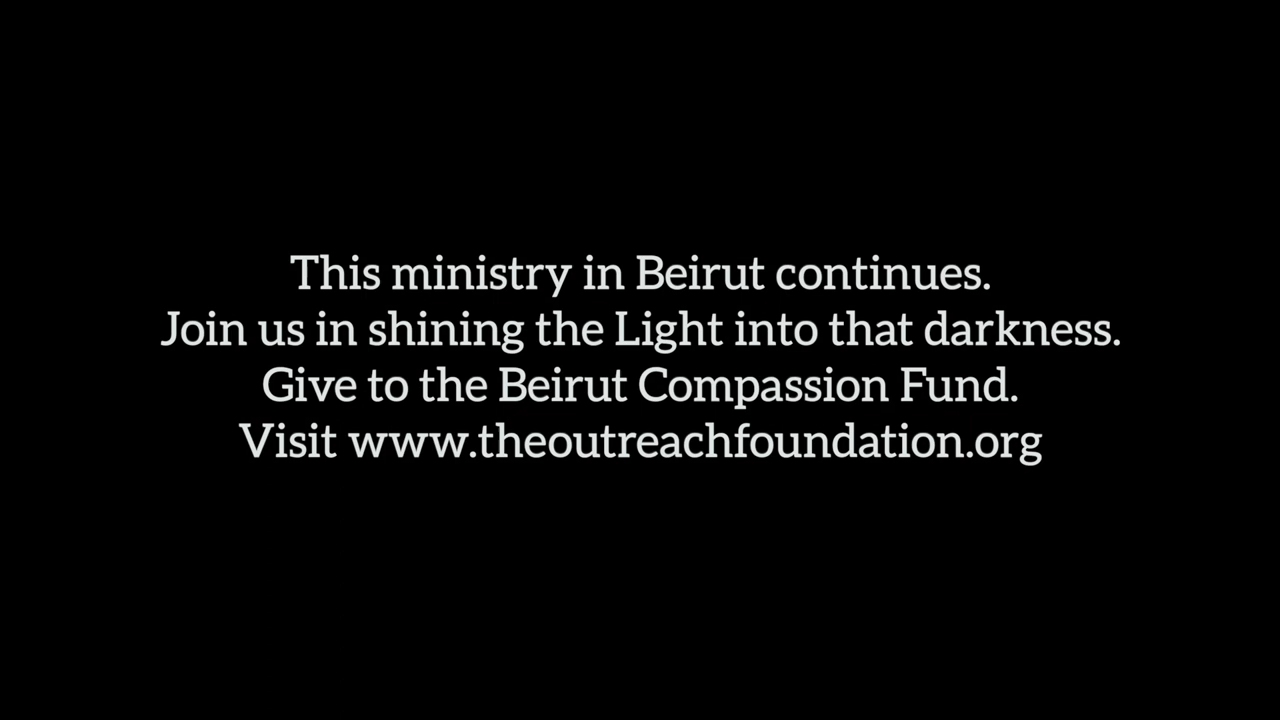 This ministry in Beirut continues.
Join us in shining the Light into that darkness.
Give to the Beirut Compassion Fund.
Visit www.theoutreachfoundation.org